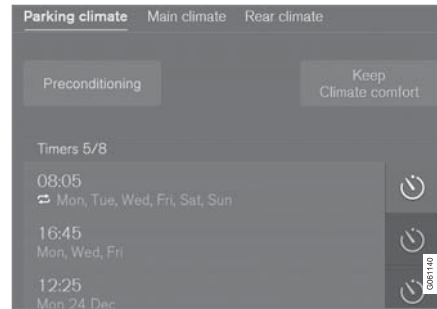 Parking climate Main climate Rear climate
Preconditioning
Keep
Climate comfort
Timers 5/8
08:05
Mon, Tue, Wed, Fri, Sat, Sun
16:45
Mon, Wed, Fri
12:25
Mon 24 Dec
G061140